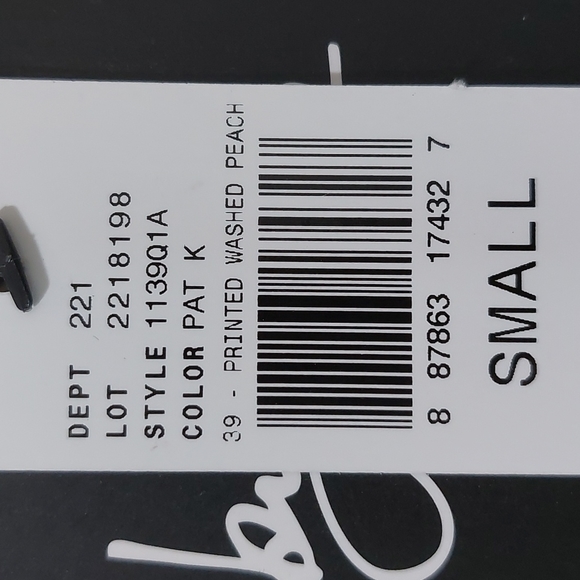 DEPT 221
LOT 2218198
STYLE 1139Q1A
COLOR PAT K
39 - PRINTED WASHED PEACH
8 87863 17432 7
SMALL